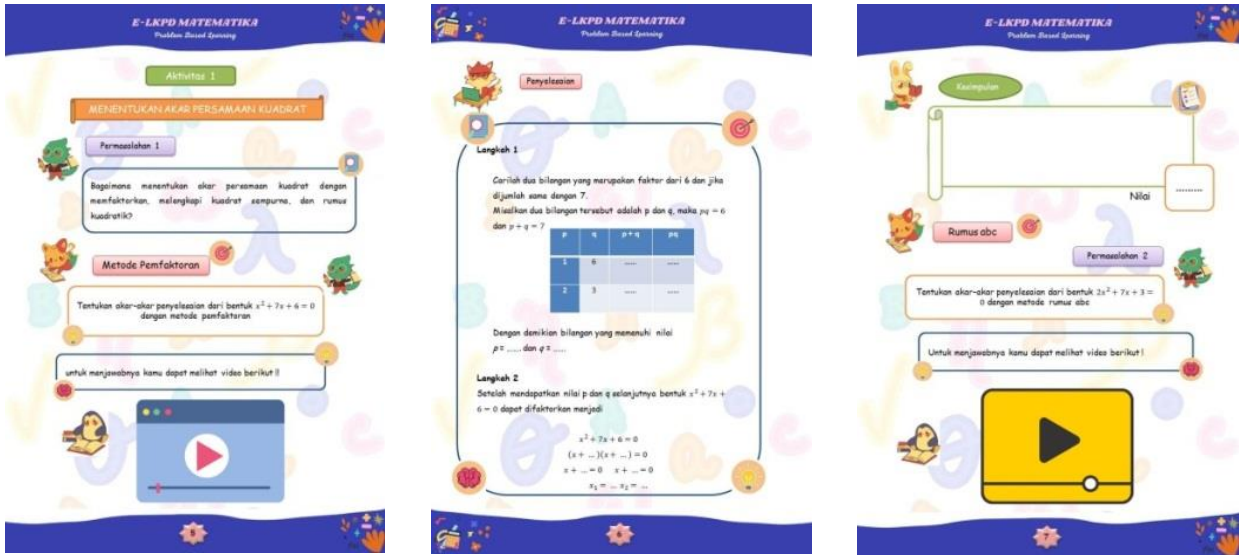 E-LKPD MATEMATIKA
Problem Based Learning
Aktivitas 1
MENENTUKAN AKAR PERSAMAAN KUADRAT
Permasalahan 1
Bagaimana menentukan akar persamaan kuadrat dengan
memfaktorkan, melengkapi kuadrat sempurna, dan rumus
kuadratik?
Metode Pemfaktoran
Tentukan akar-akar penyelesaian dari bentuk x² + 7x + 6 = 0
dengan metode pemfaktoran
untuk menjawabnya kamu dapat melihat video berikut !!
5
E-LKPD MATEMATIKA
Problem Based Learning
Penyelesaian
Langkah 1
Carilah dua bilangan yang merupakan faktor dari 6 dan jika
dijumlah sama dengan 7.
Misalkan dua bilangan tersebut adalah p dan q, maka pq = 6
dan p + q = 7
p q p+q pq
1 6 ..... .....
2 3 ..... .....
Dengan demikian bilangan yang memenuhi nilai
p = ...... dan q = ......
Langkah 2
Setelah mendapatkan nilai p dan q selanjutnya bentuk x² + 7x +
6 = 0 dapat difaktorkan menjadi
x² + 7x + 6 = 0
(x + ...)(x + ...) = 0
x + ... = 0 x + ... = 0
x₁ = ... x₂ = ...
6
E-LKPD MATEMATIKA
Problem Based Learning
Kesimpulan
Nilai
.........
Rumus abc
Permasalahan 2
Tentukan akar-akar penyelesaian dari bentuk 2x² + 7x + 3 =
0 dengan metode rumus abc
Untuk menjawabnya kamu dapat melihat video berikut !
7